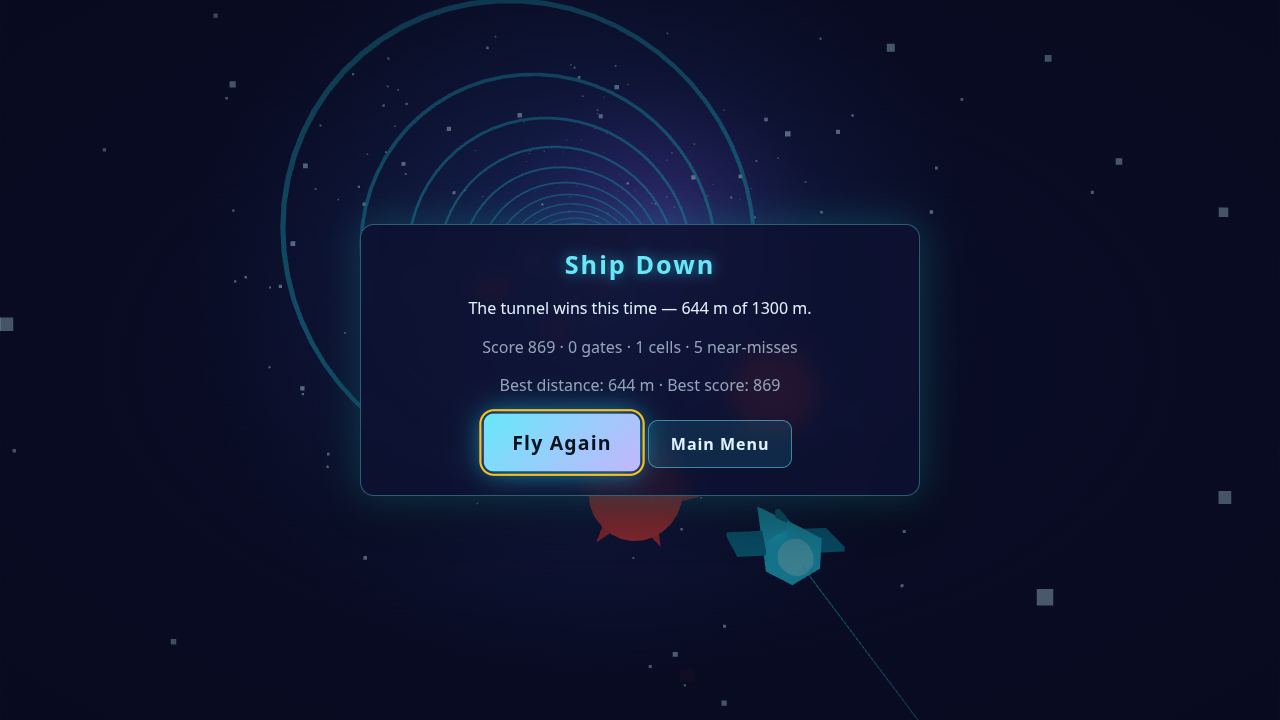 Ship Down
The tunnel wins this time — 644 m of 1300 m.
Score 869 · 0 gates · 1 cells · 5 near-misses
Best distance: 644 m · Best score: 869
Fly Again
Main Menu